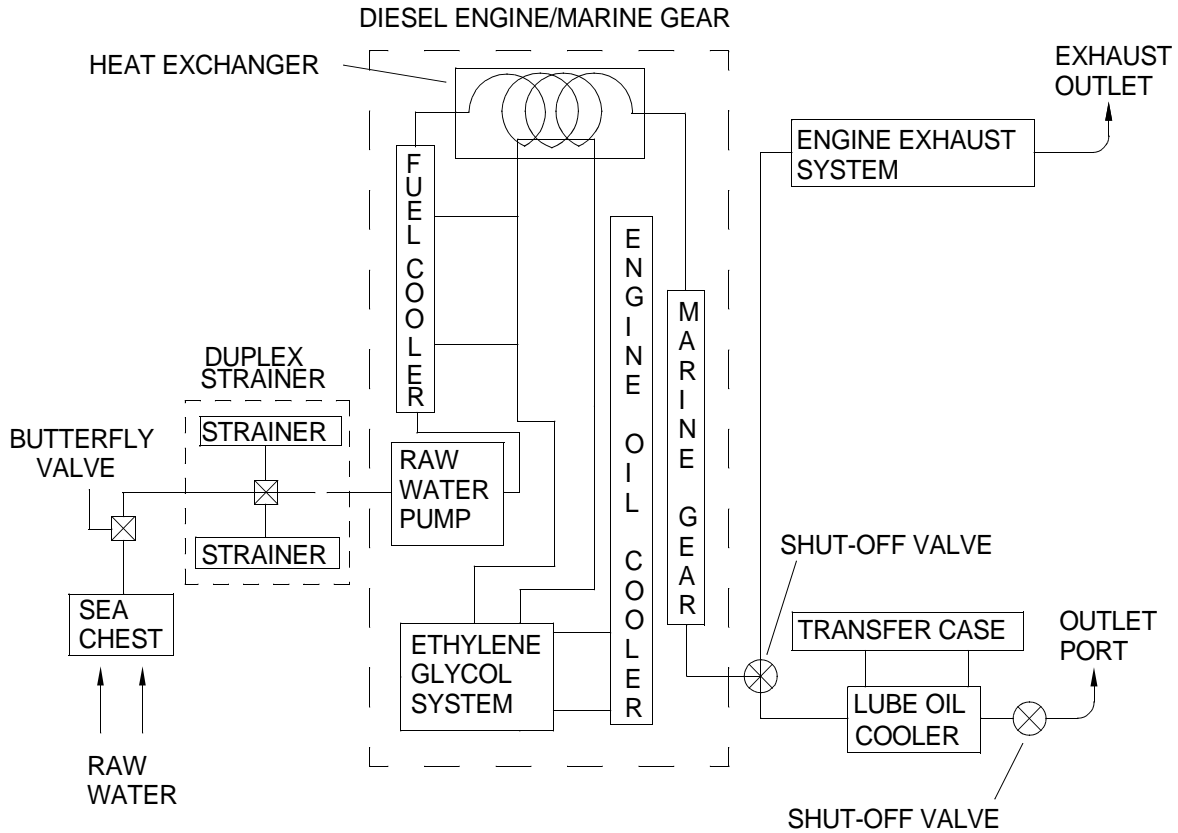 DIESEL ENGINE/MARINE GEAR
HEAT EXCHANGER
EXHAUST
OUTLET
ENGINE EXHAUST
SYSTEM
FUEL COOLER
ENGINE OIL COOLER
MARINE GEAR
DUPLEX
STRAINER
STRAINER
BUTTERFLY
VALVE
RAW
WATER
PUMP
STRAINER
SHUT-OFF VALVE
SEA
CHEST
ETHYLENE
GLYCOL
SYSTEM
TRANSFER CASE
OUTLET
PORT
LUBE OIL
COOLER
RAW
WATER
SHUT-OFF VALVE